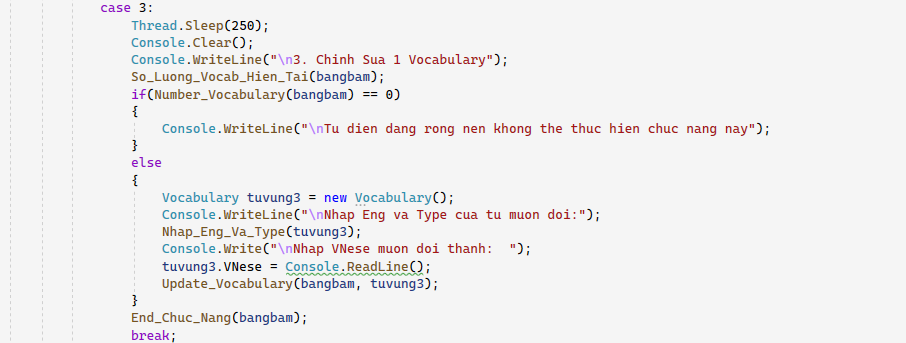 case 3:
Thread.Sleep(250);
Console.Clear();
Console.WriteLine("\n3. Chinh Sua 1 Vocabulary");
So_Luong_Vocab_Hien_Tai(bangbam);
if(Number_Vocabulary(bangbam) == 0)
{
Console.WriteLine("\nTu dien dang rong nen khong the thuc hien chuc nang nay");
}
else
{
Vocabulary tuvung3 = new Vocabulary();
Console.WriteLine("\nNhap Eng va Type cua tu muon doi:");
Nhap_Eng_Va_Type(tuvung3);
Console.Write("\nNhap VNese muon doi thanh:  ");
tuvung3.VNese = Console.ReadLine();
Update_Vocabulary(bangbam, tuvung3);
}
End_Chuc_Nang(bangbam);
break;